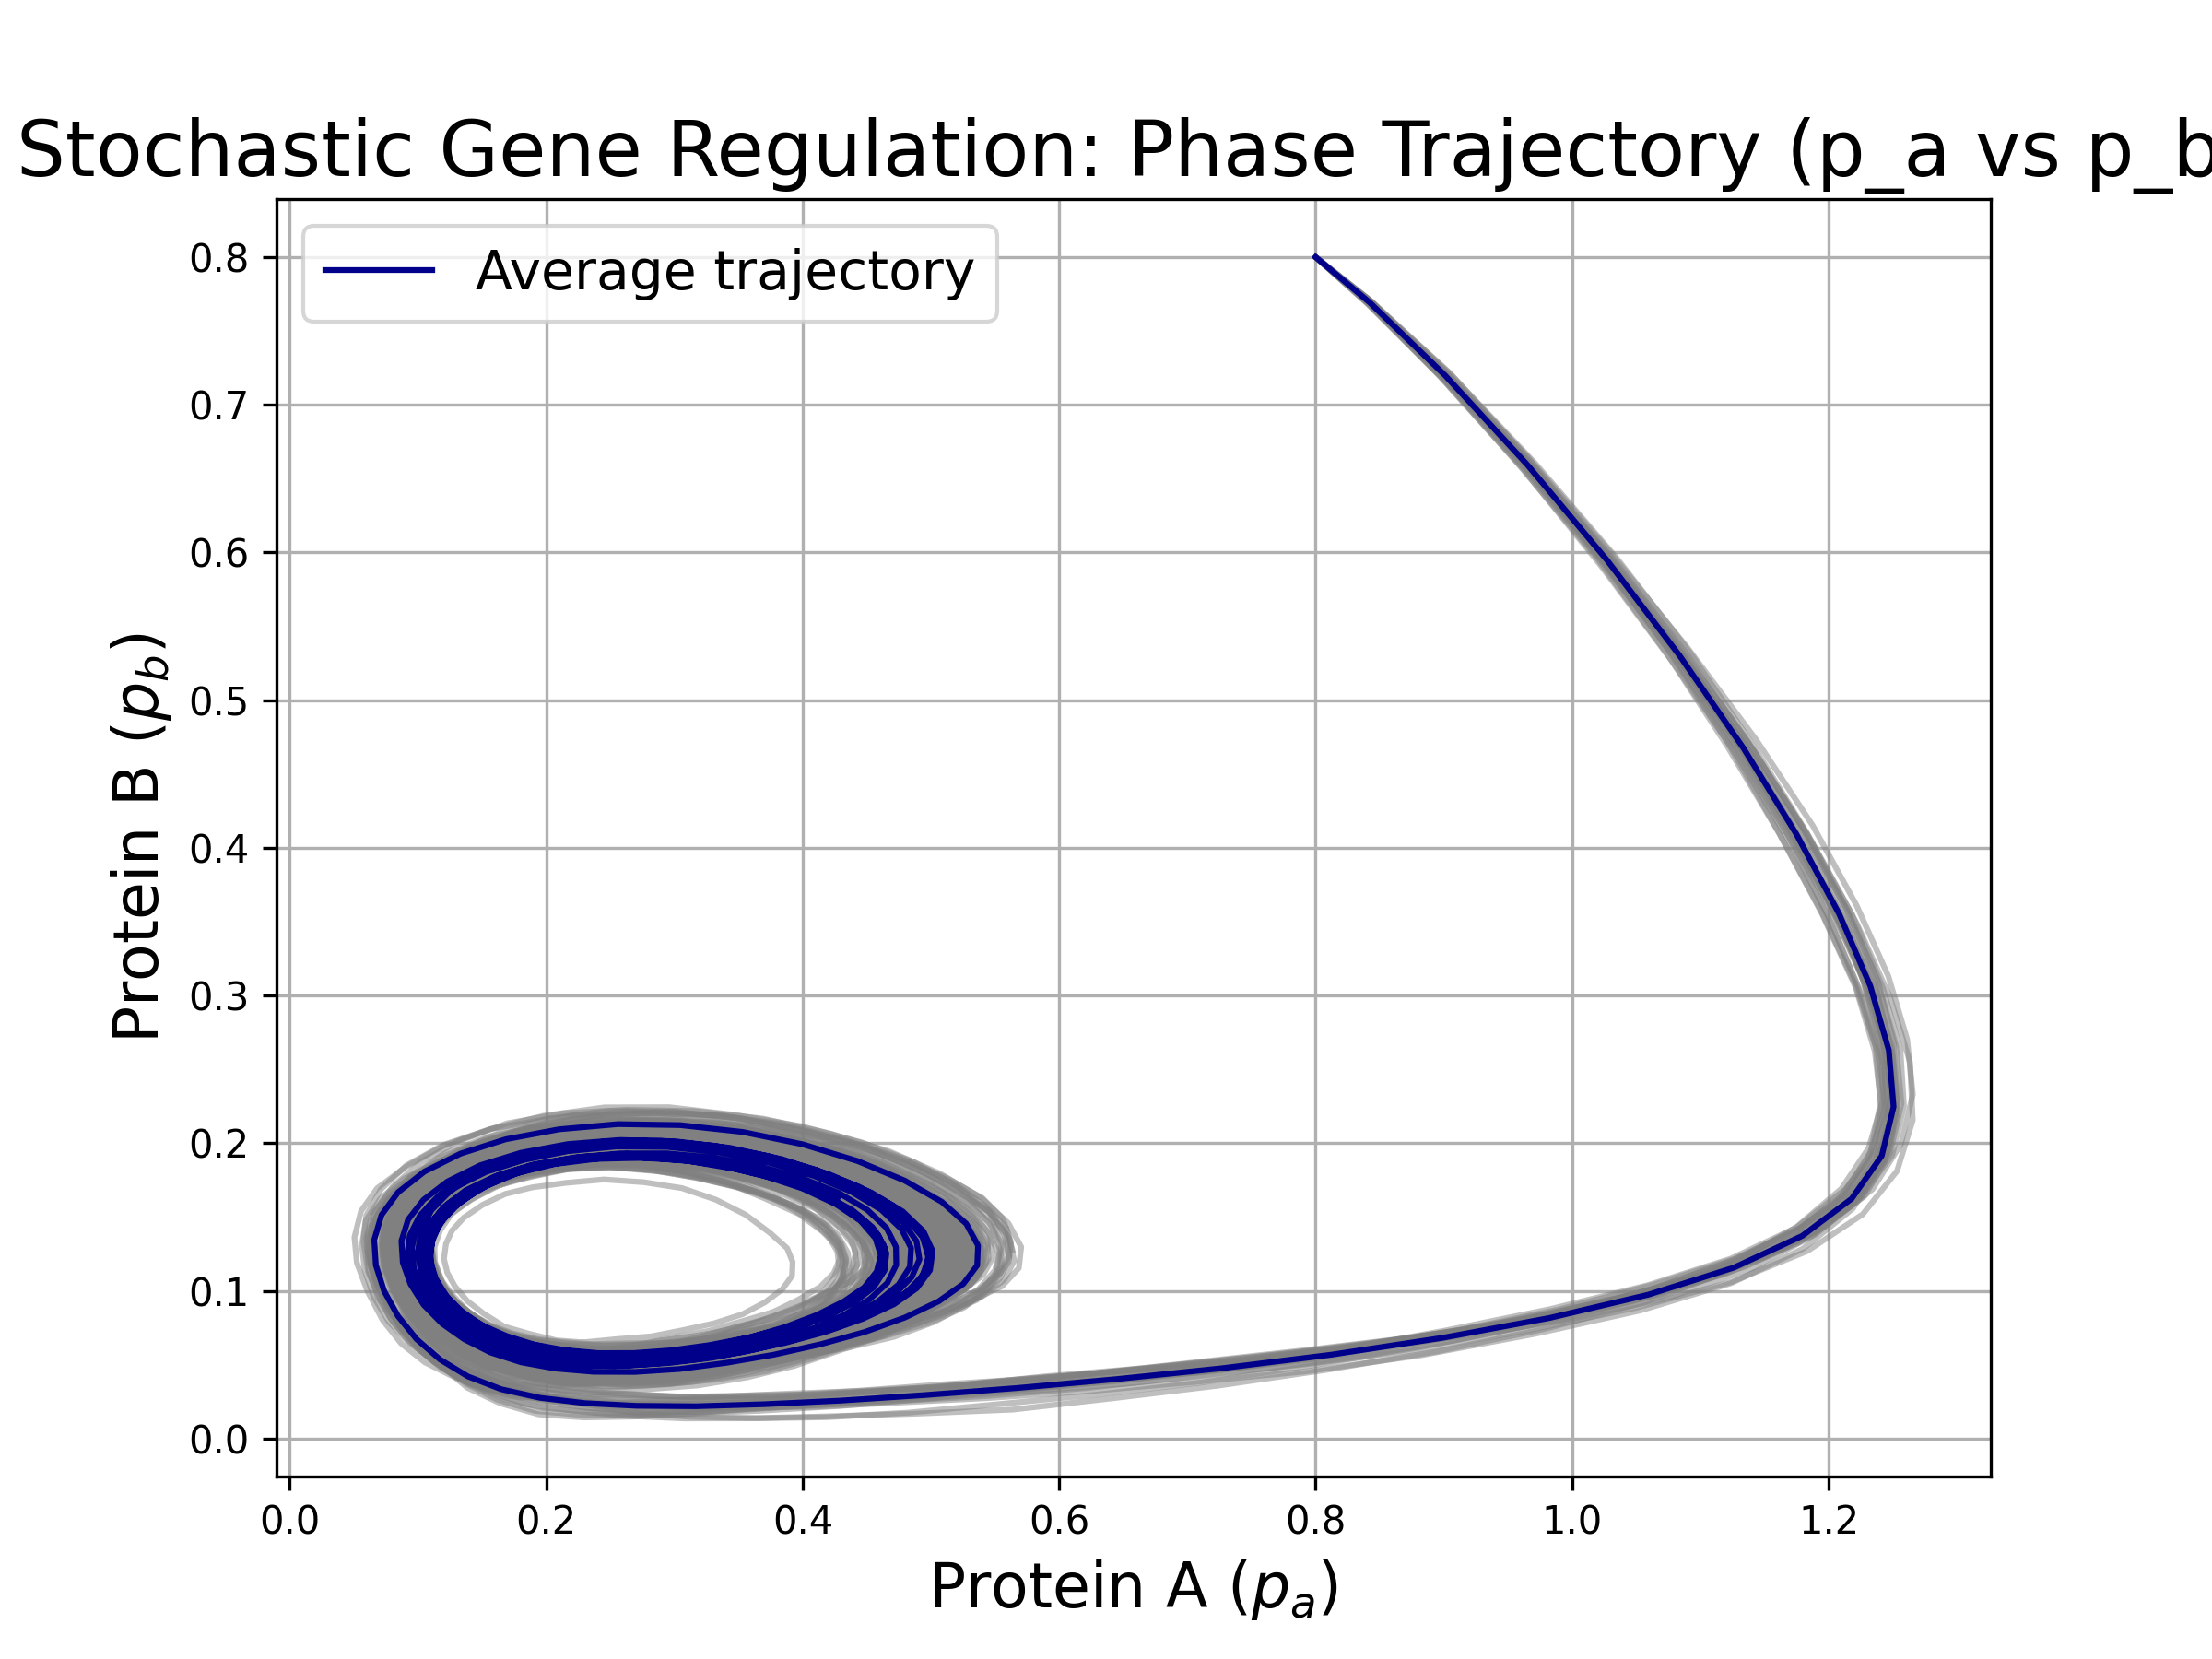 Stochastic Gene Regulation: Phase Trajectory (p_a vs p_b
Average trajectory
Protein B (p_b)
0.8
0.7
0.6
0.5
0.4
0.3
0.2
0.1
0.0
0.0 0.2 0.4 0.6 0.8 1.0 1.2
Protein A (p_a)